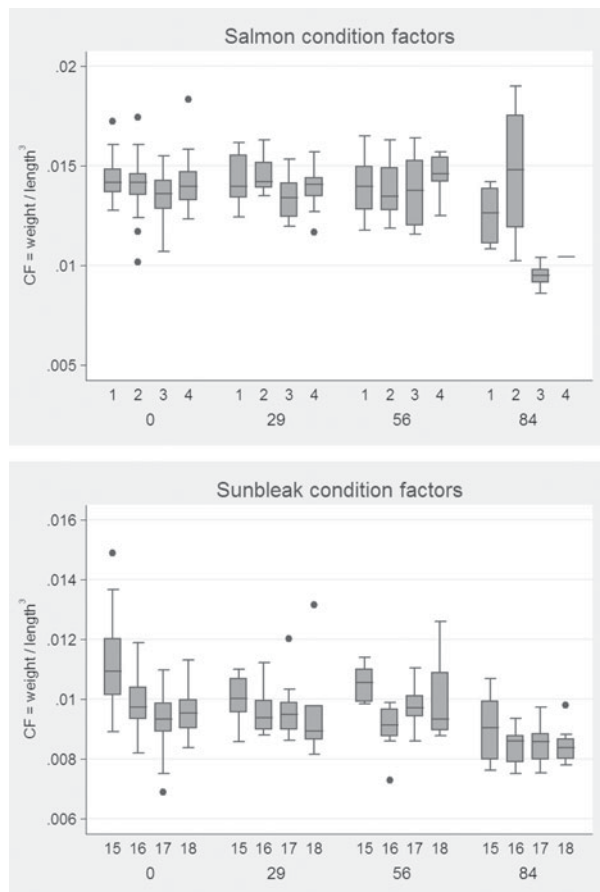 Salmon condition factors
CF = weight / length³
.02
.015
.01
.005
1 2 3 4 1 2 3 4 1 2 3 4 1 2 3 4
0 29 56 84
Sunbleak condition factors
CF = weight / length³
.016
.014
.012
.01
.008
.006
15 16 17 18 15 16 17 18 15 16 17 18 15 16 17 18
0 29 56 84